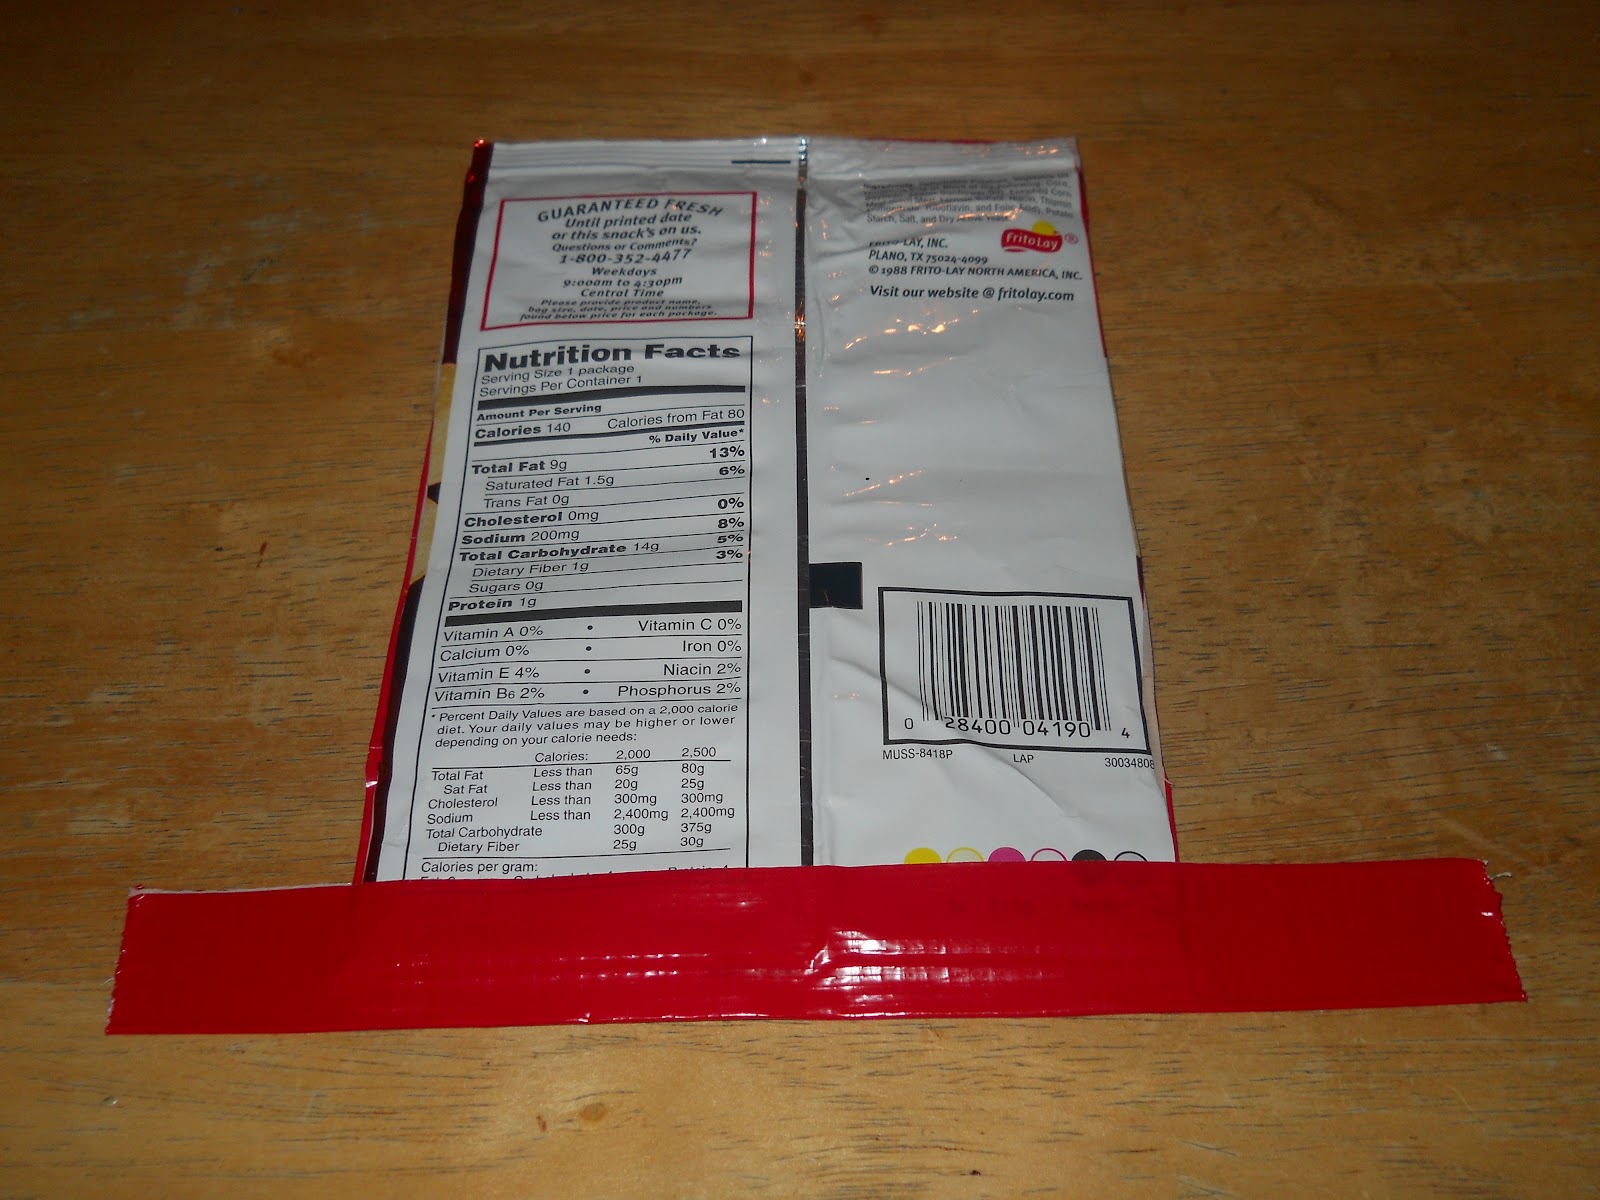 GUARANTEED FRESH
Until printed date
or this snack's on us.
Questions or Comments?
1-800-352-4477
Weekdays
9:00am to 4:30pm
Central Time
Please provide product name,
bag size, date, price and numbers
found below price for each package.
Nutrition Facts
Serving Size 1 package
Servings Per Container 1
Amount Per Serving
Calories 140 Calories from Fat 80
% Daily Value*
Total Fat 9g 13%
Saturated Fat 1.5g 6%
Trans Fat 0g
Cholesterol 0mg 0%
Sodium 200mg 8%
Total Carbohydrate 14g 5%
Dietary Fiber 1g 3%
Sugars 0g
Protein 1g
Vitamin A 0% • Vitamin C 0%
Calcium 0% • Iron 0%
Vitamin E 4% • Niacin 2%
Vitamin B6 2% • Phosphorus 2%
* Percent Daily Values are based on a 2,000 calorie
diet. Your daily values may be higher or lower
depending on your calorie needs:
Calories: 2,000 2,500
Total Fat Less than 65g 80g
Sat Fat Less than 20g 25g
Cholesterol Less than 300mg 300mg
Sodium Less than 2,400mg 2,400mg
Total Carbohydrate 300g 375g
Dietary Fiber 25g 30g
Calories per gram:
Starch, Salt, and Dry
FritoLay ®
FRITO-LAY, INC.
PLANO, TX 75024-4099
© 1988 FRITO-LAY NORTH AMERICA, INC.
Visit our website @ fritolay.com
0 28400 04190 4
MUSS-8418P LAP 30034808